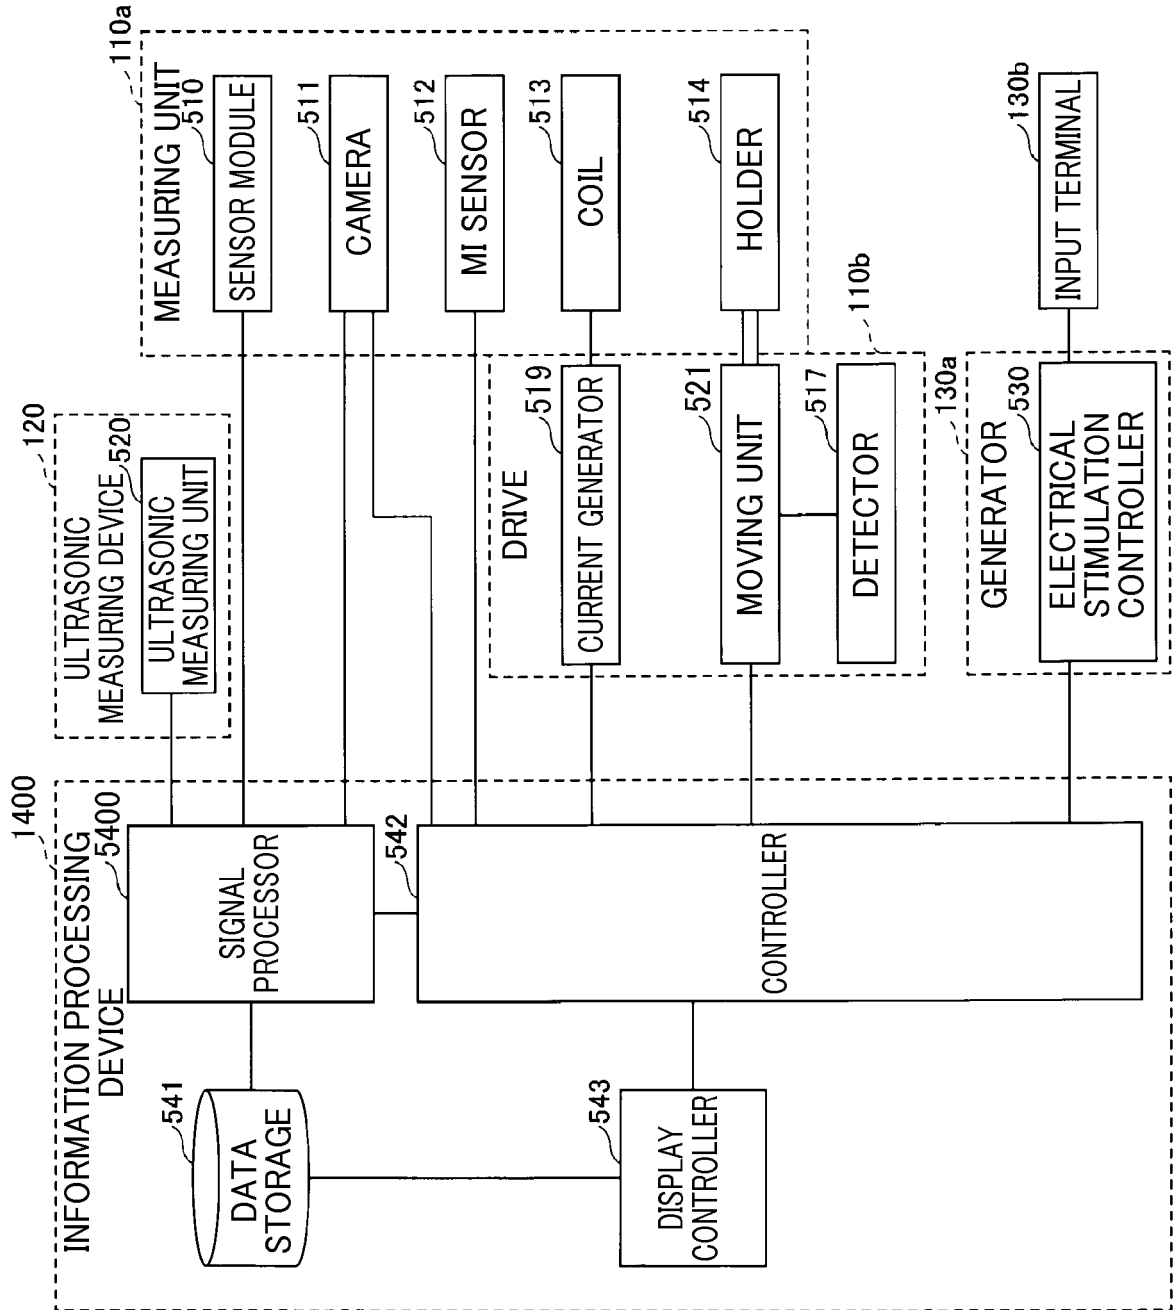 1400
INFORMATION PROCESSING
DEVICE
541
DATA
STORAGE
543
DISPLAY
CONTROLLER
5400
SIGNAL
PROCESSOR
542
CONTROLLER
120
ULTRASONIC
MEASURING DEVICE
520
ULTRASONIC
MEASURING UNIT
DRIVE
110b
519
CURRENT GENERATOR
521
MOVING UNIT
517
DETECTOR
130a
GENERATOR
530
ELECTRICAL
STIMULATION
CONTROLLER
110a
MEASURING UNIT
510
SENSOR MODULE
511
CAMERA
512
MI SENSOR
513
COIL
514
HOLDER
130b
INPUT TERMINAL